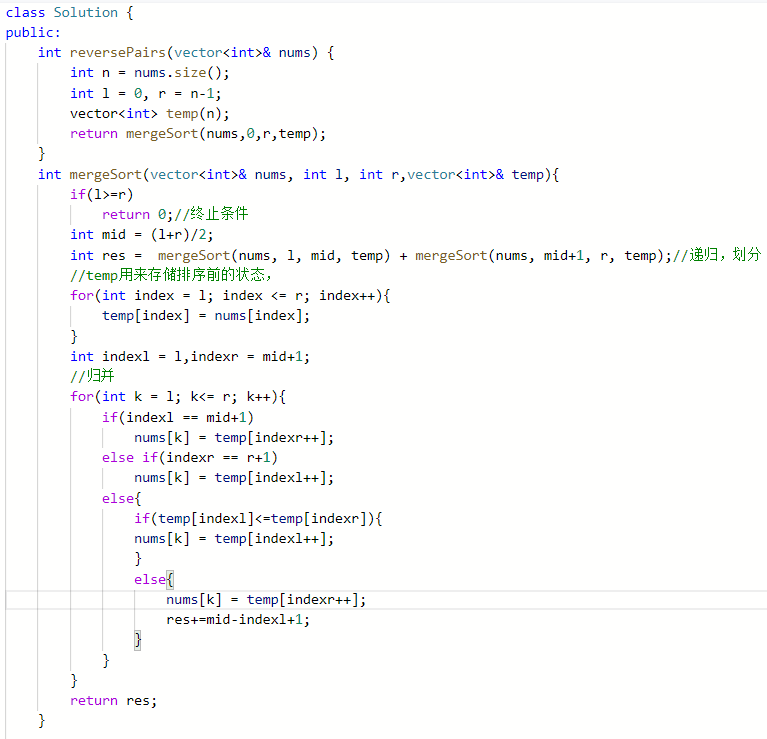 class Solution {
public:
    int reversePairs(vector<int>& nums) {
        int n = nums.size();
        int l = 0, r = n-1;
        vector<int> temp(n);
        return mergeSort(nums,0,r,temp);
    }
    int mergeSort(vector<int>& nums, int l, int r,vector<int>& temp){
        if(l>=r)
            return 0;//终止条件
        int mid = (l+r)/2;
        int res =  mergeSort(nums, l, mid, temp) + mergeSort(nums, mid+1, r, temp);//递归，划分
        //temp用来存储排序前的状态，
        for(int index = l; index <= r; index++){
            temp[index] = nums[index];
        }
        int indexl = l,indexr = mid+1;
        //归并
        for(int k = l; k<= r; k++){
            if(indexl == mid+1)
                nums[k] = temp[indexr++];
            else if(indexr == r+1)
                nums[k] = temp[indexl++];
            else{
                if(temp[indexl]<=temp[indexr]){
                nums[k] = temp[indexl++];
                }
                else{
                    nums[k] = temp[indexr++];
                    res+=mid-indexl+1;
                }
            }
        }
        return res;
    }